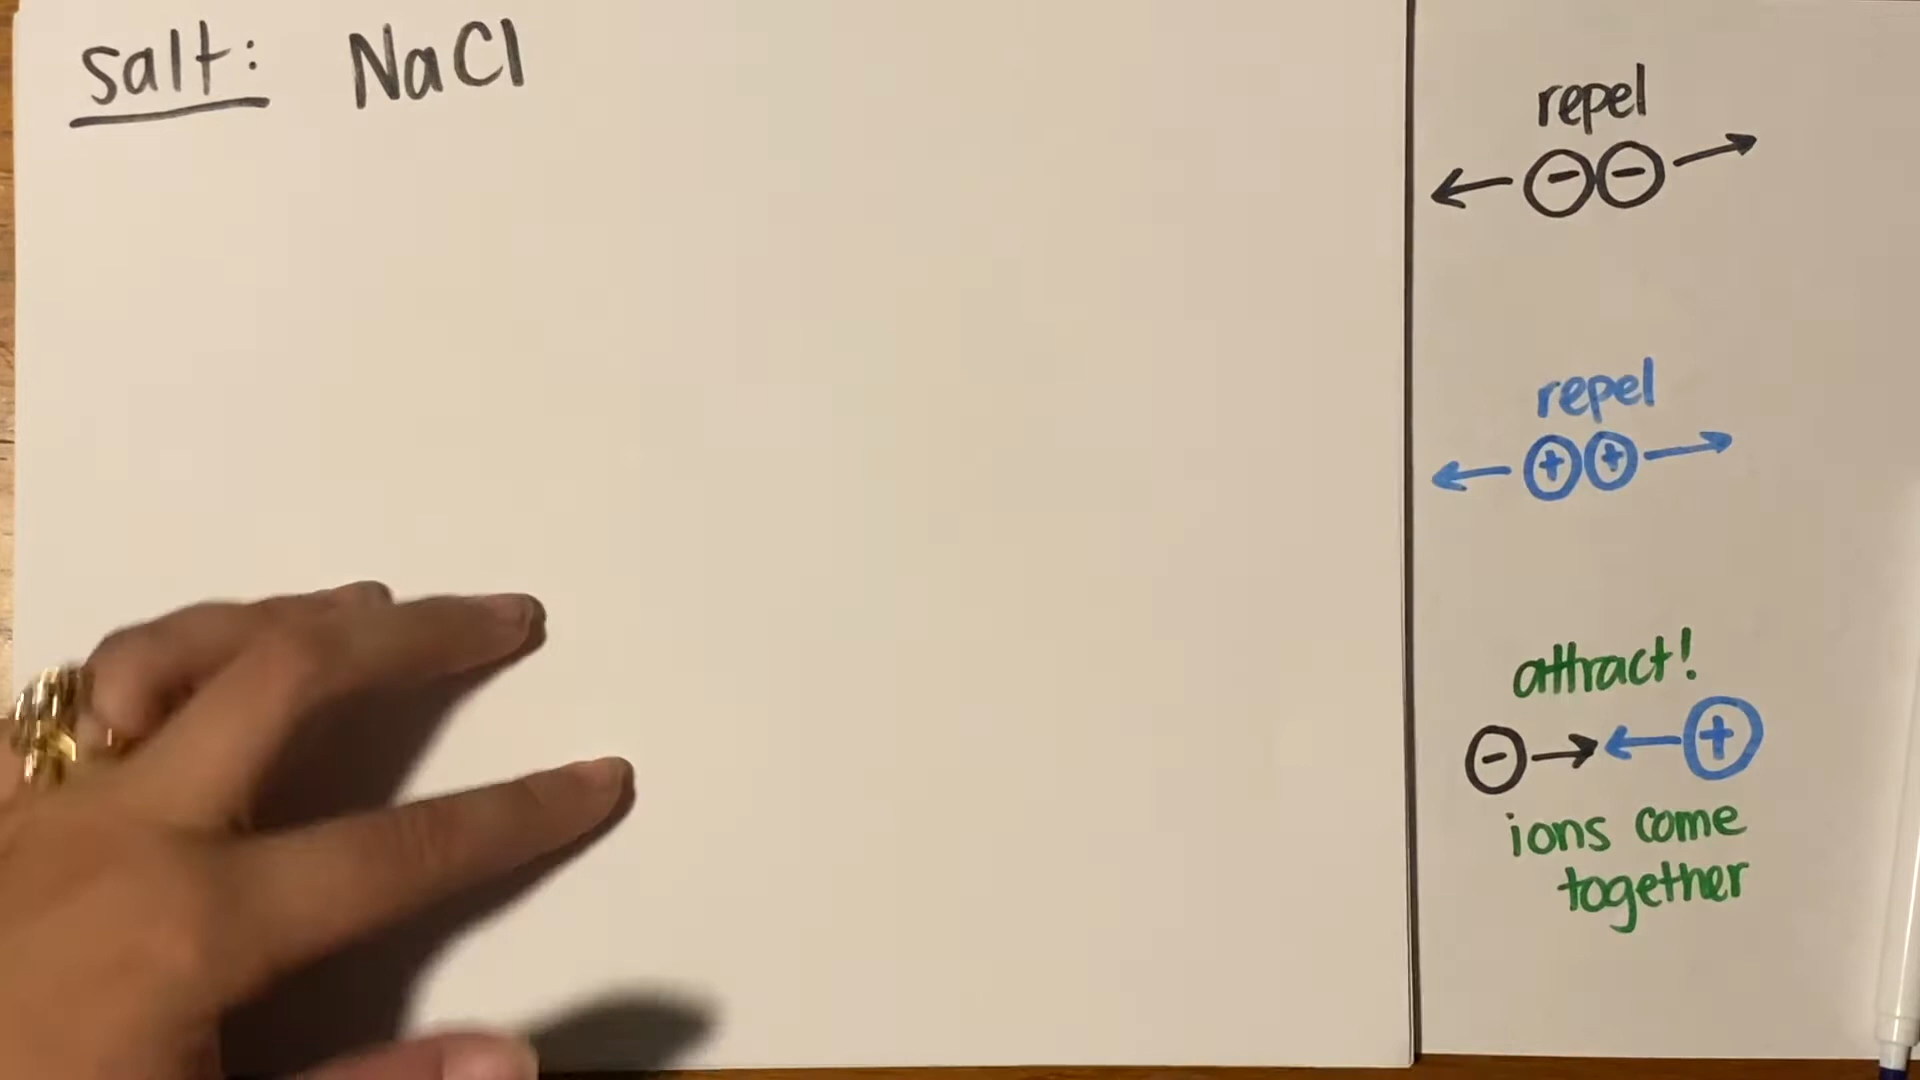 salt: NaCl
repel
- -
repel
+ +
attract!
- +
ions come
together